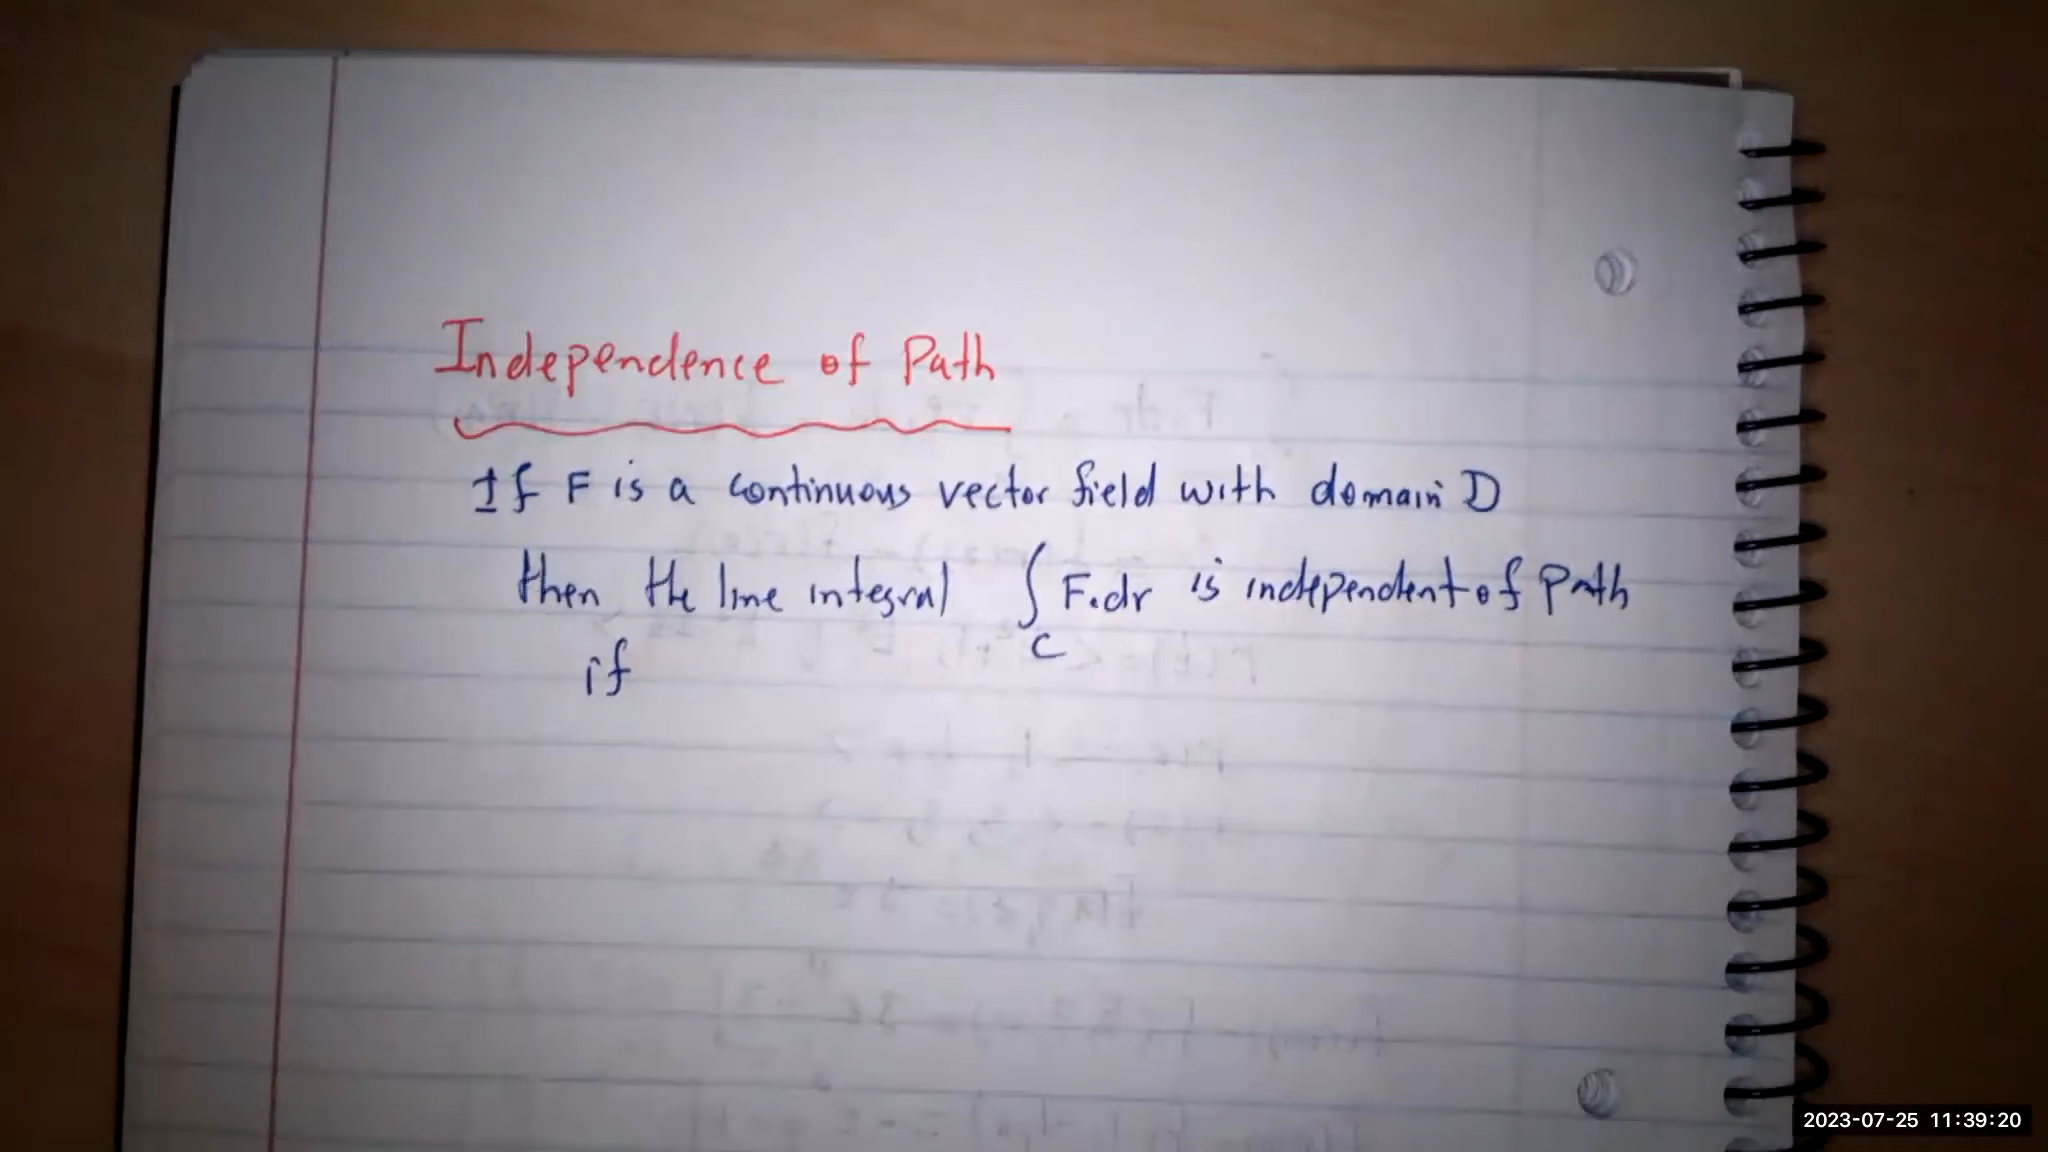 Independence of Path
If F is a continuous vector field with domain D
then the line integral ∫ F.dr is independent of path
C
if
2023-07-25 11:39:20